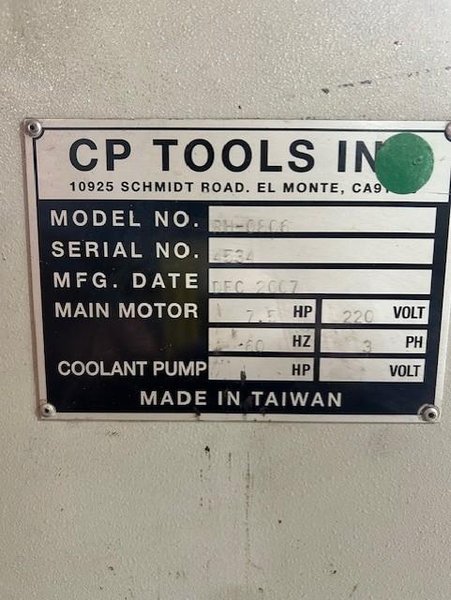 CP TOOLS IN
10925 SCHMIDT ROAD. EL MONTE, CA91
MODEL NO.
SERIAL NO. 4534
MFG. DATE DEC 2007
MAIN MOTOR 7.5 HP 220 VOLT
60 HZ 3 PH
COOLANT PUMP HP VOLT
MADE IN TAIWAN